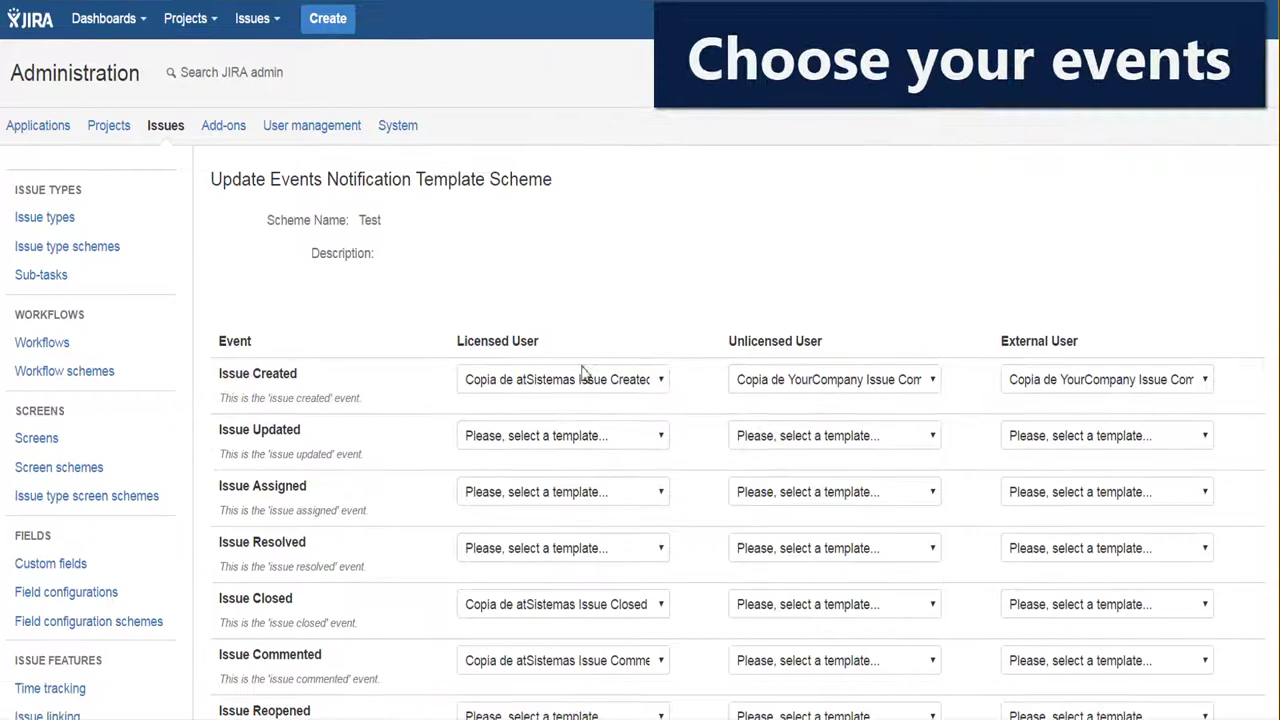 JIRA Dashboards Projects Issues Create
Choose your events
Administration Search JIRA admin
Applications Projects Issues Add-ons User management System
ISSUE TYPES
Issue types
Issue type schemes
Sub-tasks
WORKFLOWS
Workflows
Workflow schemes
SCREENS
Screens
Screen schemes
Issue type screen schemes
FIELDS
Custom fields
Field configurations
Field configuration schemes
ISSUE FEATURES
Time tracking
Issue linking
Update Events Notification Template Scheme
Scheme Name: Test
Description:
Event Licensed User Unlicensed User External User
Issue Created Copia de atSistemas Issue Created Copia de YourCompany Issue Com Copia de YourCompany Issue Com
This is the 'issue created' event.
Issue Updated Please, select a template... Please, select a template... Please, select a template...
This is the 'issue updated' event.
Issue Assigned Please, select a template... Please, select a template... Please, select a template...
This is the 'issue assigned' event.
Issue Resolved Please, select a template... Please, select a template... Please, select a template...
This is the 'issue resolved' event.
Issue Closed Copia de atSistemas Issue Closed Please, select a template... Please, select a template...
This is the 'issue closed' event.
Issue Commented Copia de atSistemas Issue Comme Please, select a template... Please, select a template...
This is the 'issue commented' event.
Issue Reopened Please, select a template... Please, select a template... Please, select a template...